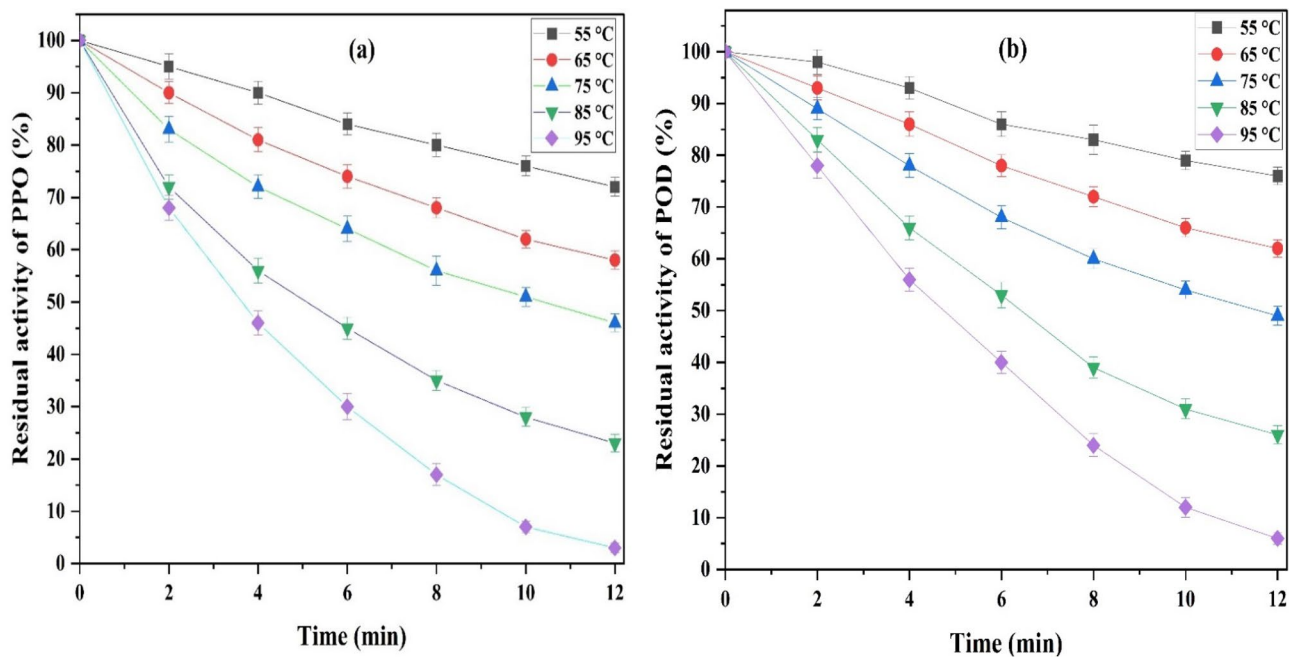 (a)
55 °C
65 °C
75 °C
85 °C
95 °C
Residual activity of PPO (%)
100
90
80
70
60
50
40
30
20
10
0
0 2 4 6 8 10 12
Time (min)
(b)
55 °C
65 °C
75 °C
85 °C
95 °C
Residual activity of POD (%)
100
90
80
70
60
50
40
30
20
10
0
0 2 4 6 8 10 12
Time (min)